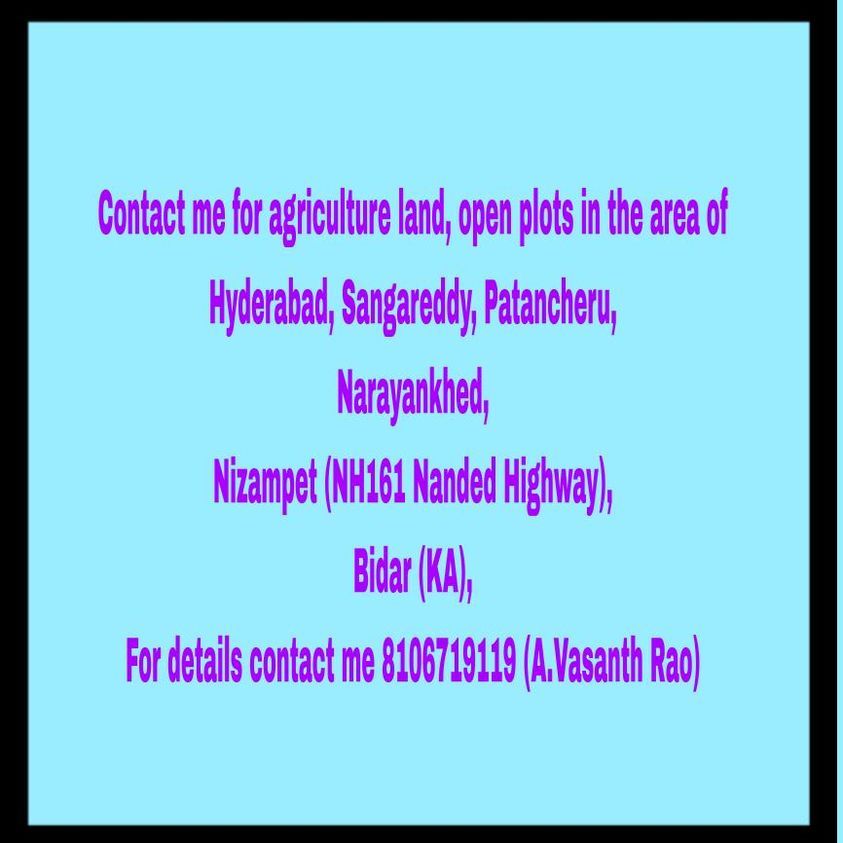 Contact me for agriculture land, open plots in the area of
Hyderabad, Sangareddy, Patancheru,
Narayankhed,
Nizampet (NH161 Nanded Highway),
Bidar (KA),
For details contact me 8106719119 (A.Vasanth Rao)